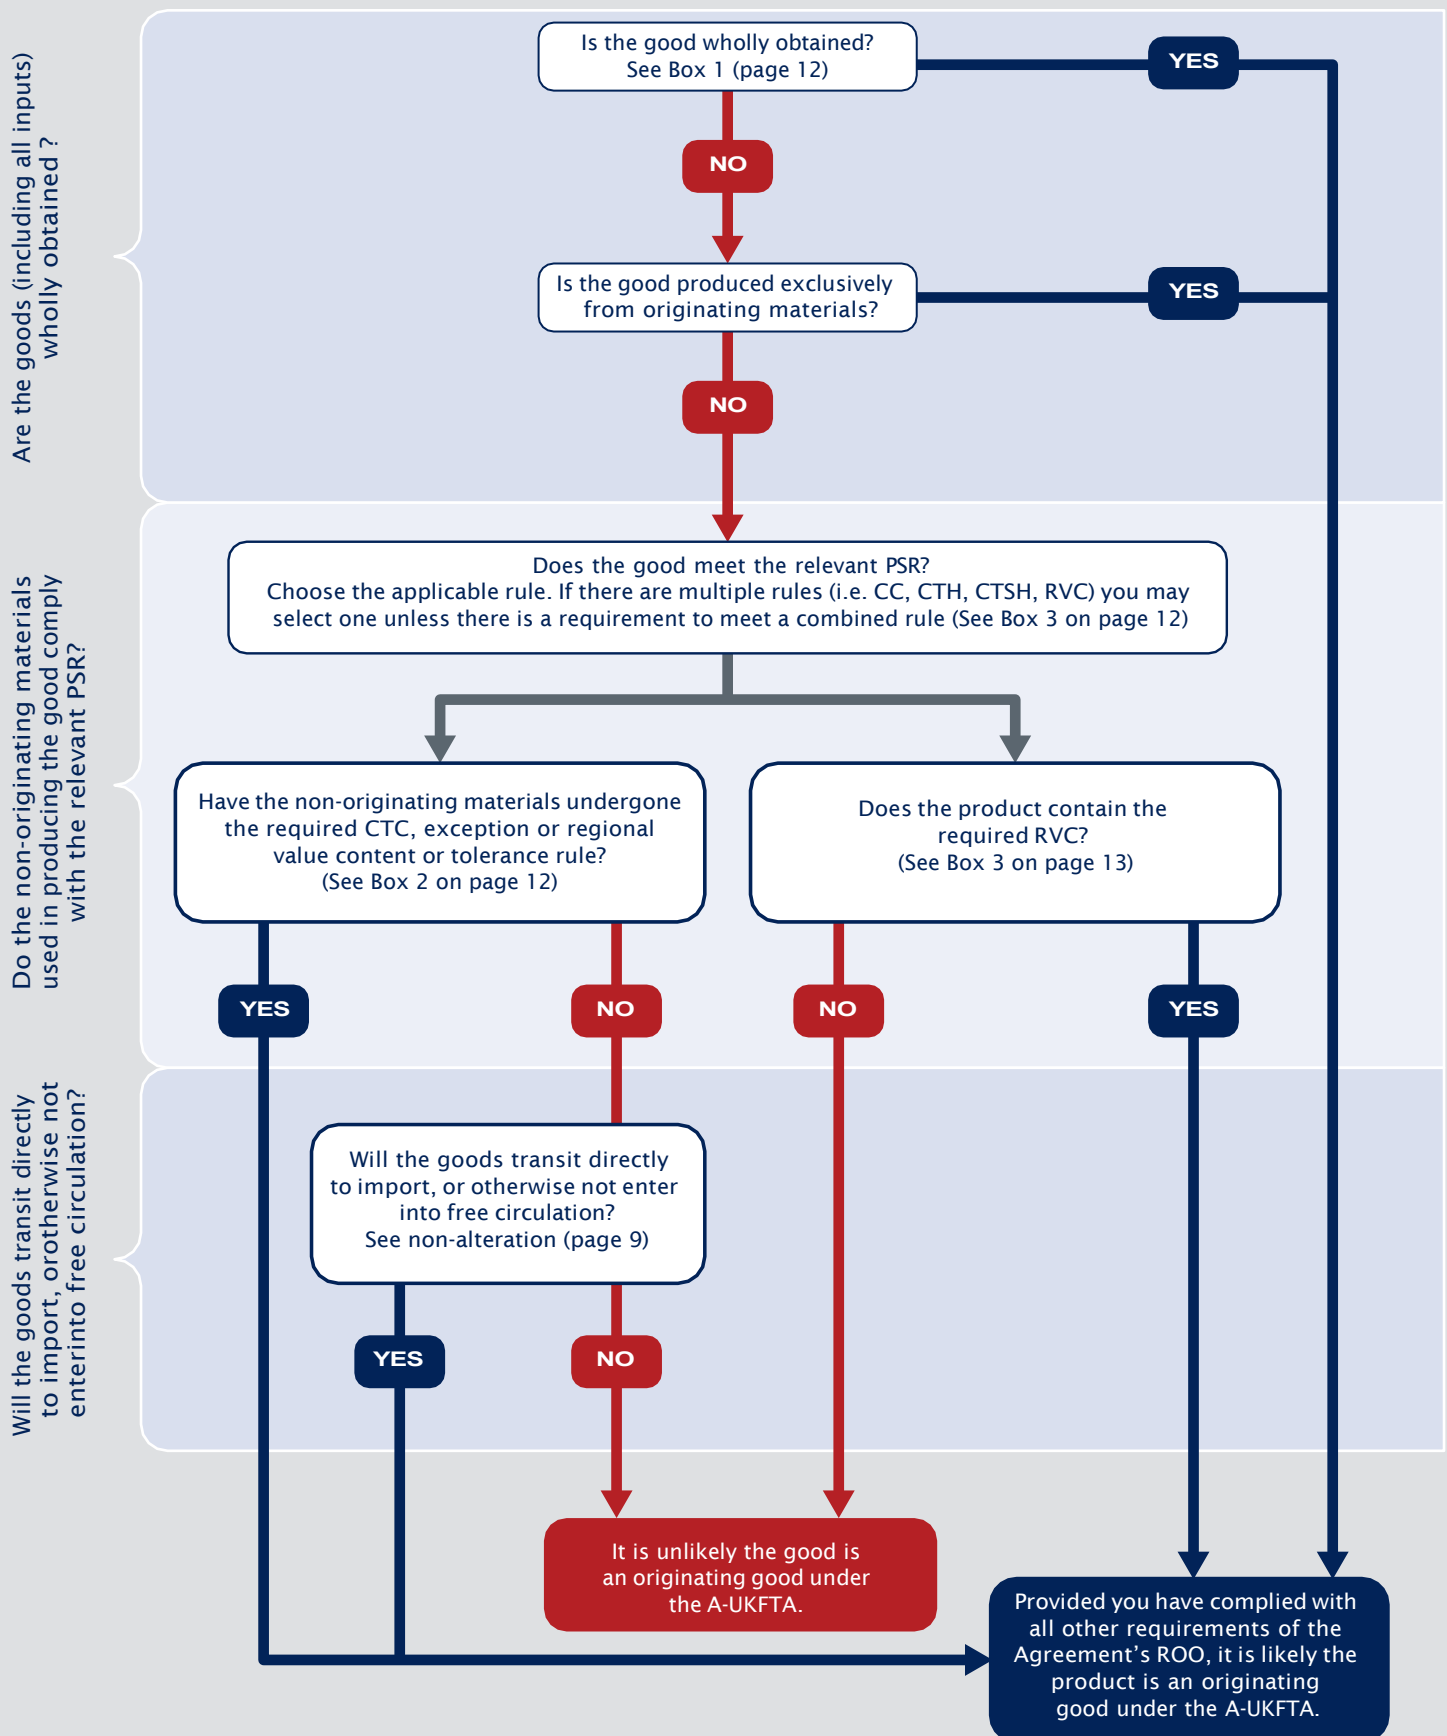 Are the goods (including all inputs)
wholly obtained ?
Is the good wholly obtained?
See Box 1 (page 12)
YES
NO
Is the good produced exclusively
from originating materials?
YES
NO
Do the non-originating materials
used in producing the good comply
with the relevant PSR?
Does the good meet the relevant PSR?
Choose the applicable rule. If there are multiple rules (i.e. CC, CTH, CTSH, RVC) you may
select one unless there is a requirement to meet a combined rule (See Box 3 on page 12)
Have the non-originating materials undergone
the required CTC, exception or regional
value content or tolerance rule?
(See Box 2 on page 12)
Does the product contain the
required RVC?
(See Box 3 on page 13)
YES
NO
NO
YES
Will the goods transit directly
to import, orotherwise not
enterinto free circulation?
Will the goods transit directly
to import, or otherwise not enter
into free circulation?
See non-alteration (page 9)
YES
NO
It is unlikely the good is
an originating good under
the A-UKFTA.
Provided you have complied with
all other requirements of the
Agreement’s ROO, it is likely the
product is an originating
good under the A-UKFTA.